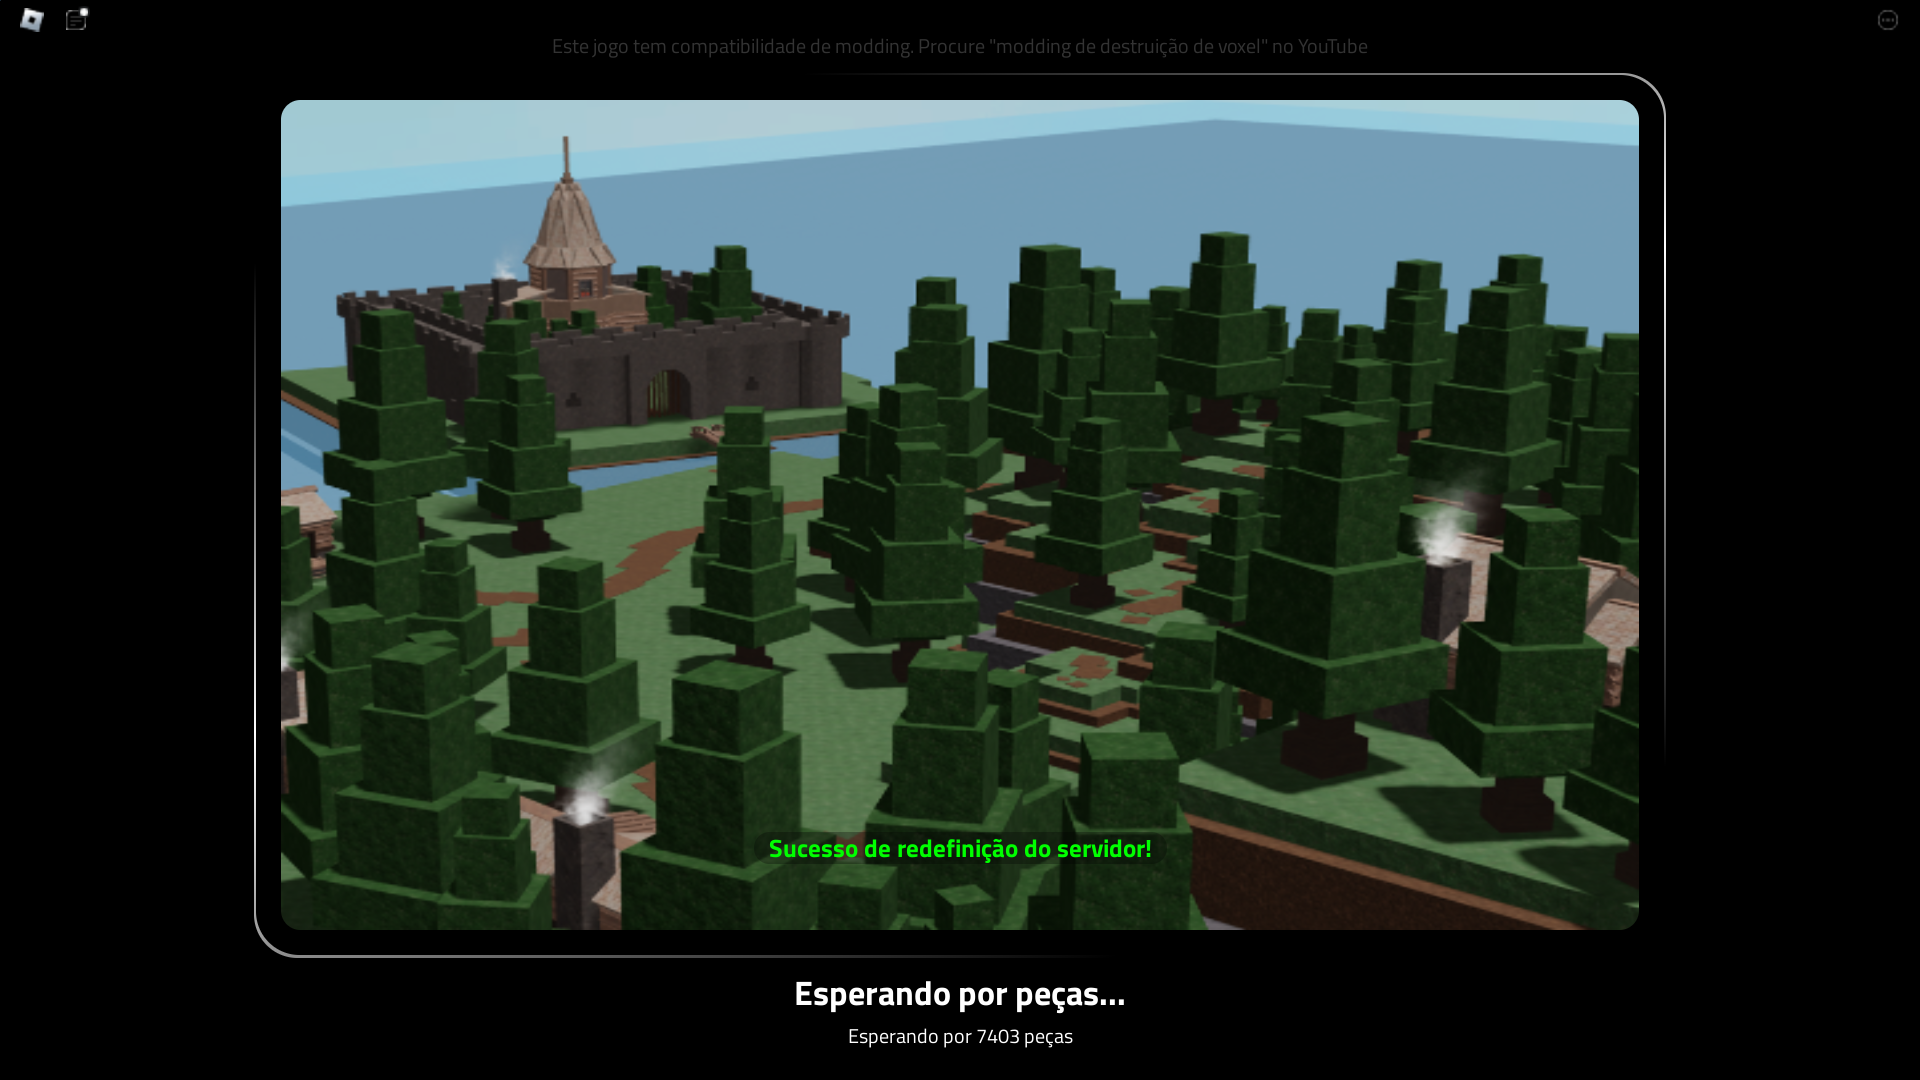 Este jogo tem compatibilidade de modding. Procure "modding de destruição de voxel" no YouTube
Sucesso de redefinição do servidor!
Esperando por peças...
Esperando por 7403 peças